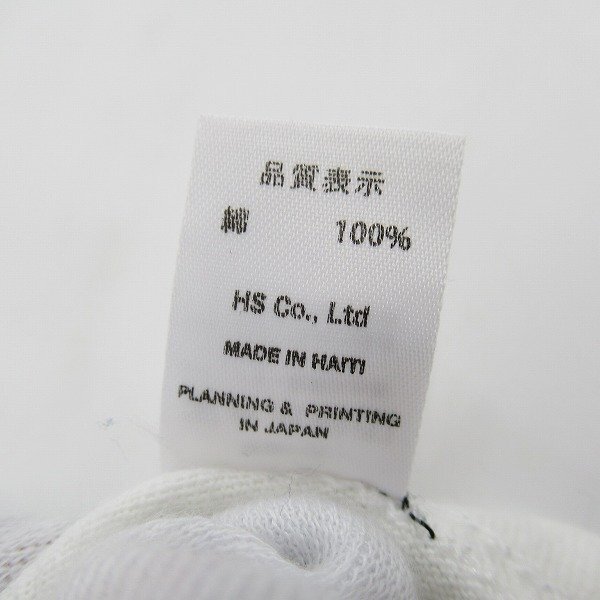 品質表示
綿 100%
HS Co., Ltd
MADE IN HAITI
PLANNING & PRINTING
IN JAPAN